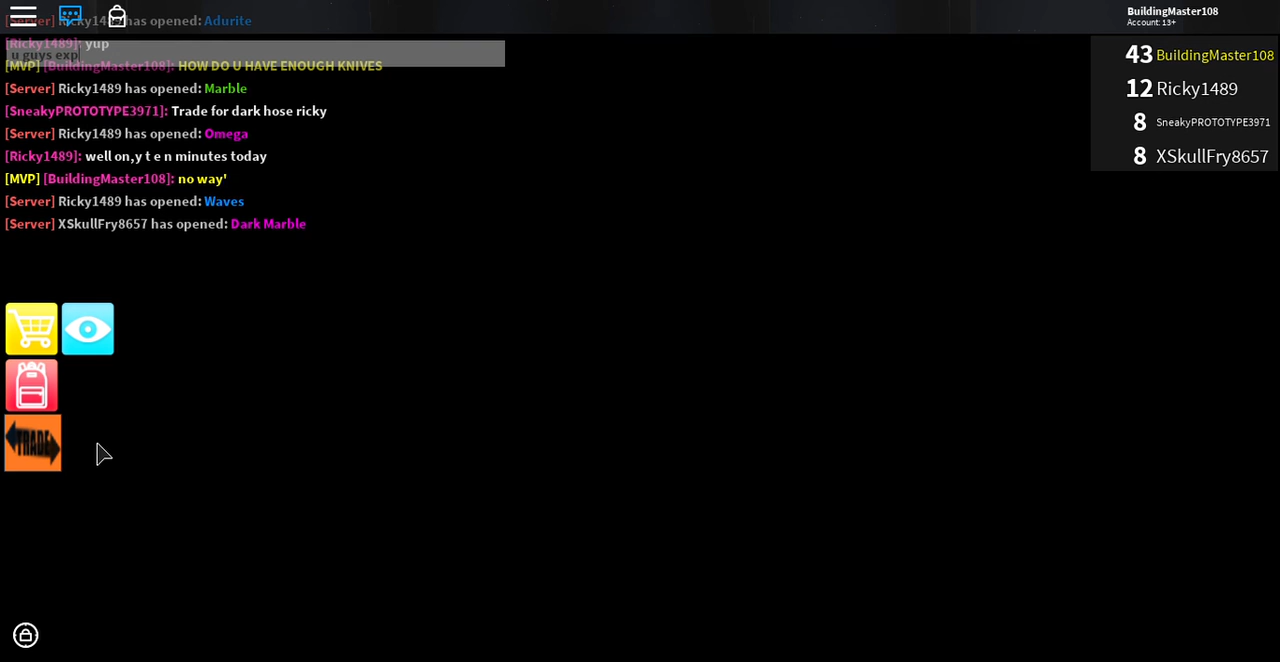 [Server] Ricky1489 has opened: Adurite
[Ricky1489]: yup
u guys exp
[MVP] [BuildingMaster108]: HOW DO U HAVE ENOUGH KNIVES
[Server] Ricky1489 has opened: Marble
[SneakyPROTOTYPE3971]: Trade for dark hose ricky
[Server] Ricky1489 has opened: Omega
[Ricky1489]: well on,y t e n minutes today
[MVP] [BuildingMaster108]: no way'
[Server] Ricky1489 has opened: Waves
[Server] XSkullFry8657 has opened: Dark Marble
TRADE
BuildingMaster108
Account: 13+
43 BuildingMaster108
12 Ricky1489
8 SneakyPROTOTYPE3971
8 XSkullFry8657